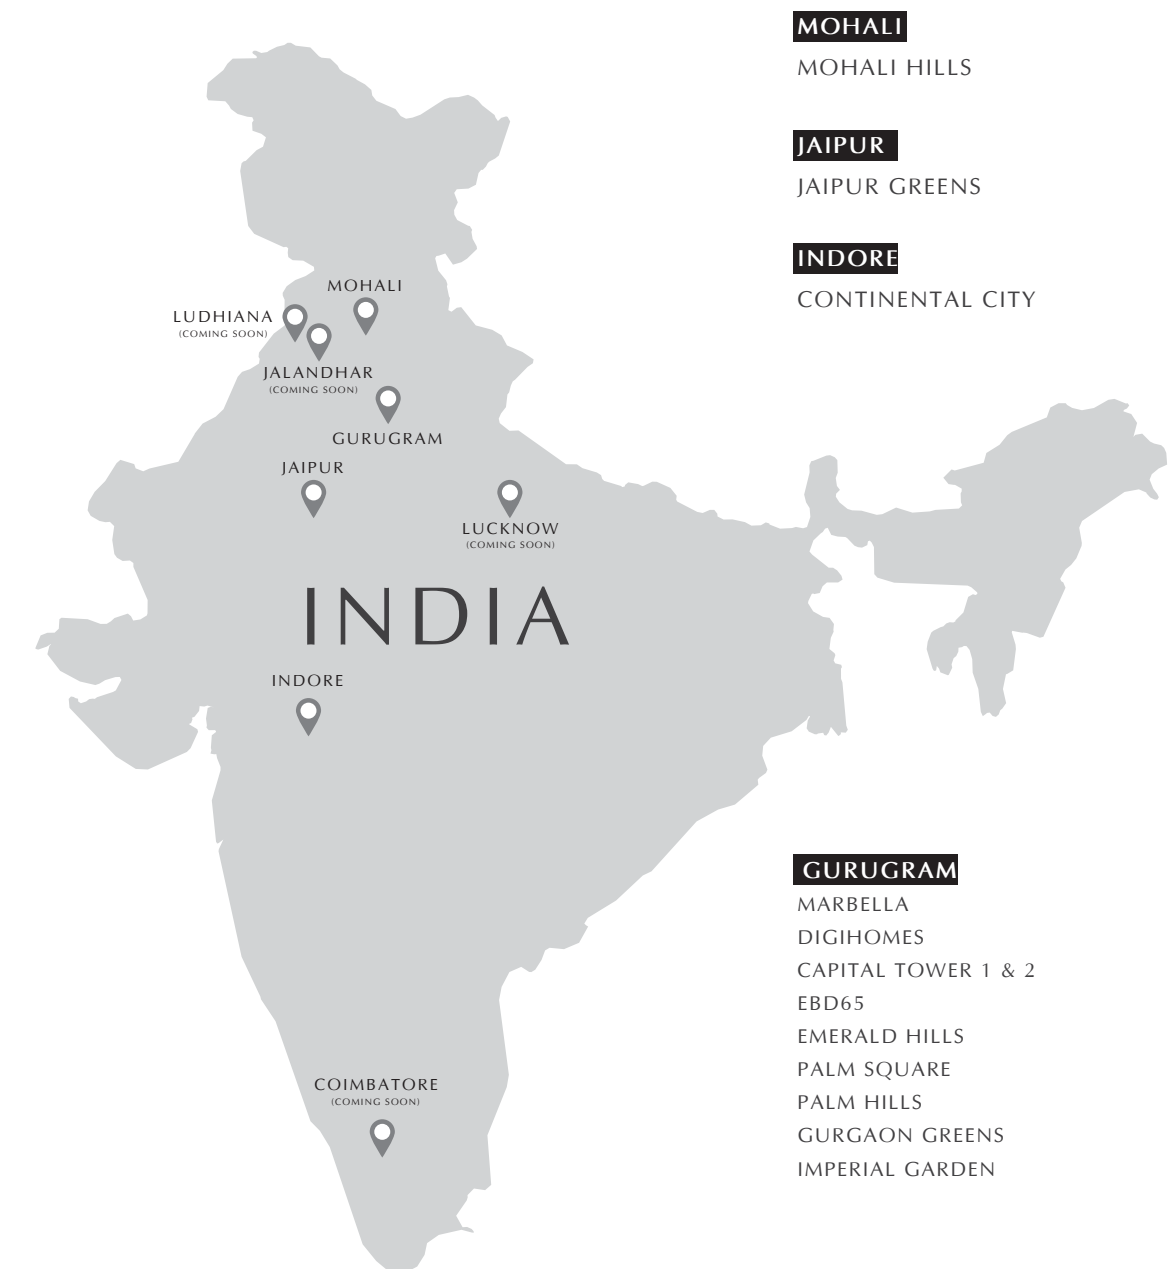 MOHALI
MOHALI HILLS
JAIPUR
JAIPUR GREENS
INDORE
CONTINENTAL CITY
MOHALI
LUDHIANA
(COMING SOON)
JALANDHAR
(COMING SOON)
GURUGRAM
JAIPUR
LUCKNOW
(COMING SOON)
INDIA
INDORE
COIMBATORE
(COMING SOON)
GURUGRAM
MARBELLA
DIGIHOMES
CAPITAL TOWER 1 & 2
EBD65
EMERALD HILLS
PALM SQUARE
PALM HILLS
GURGAON GREENS
IMPERIAL GARDEN